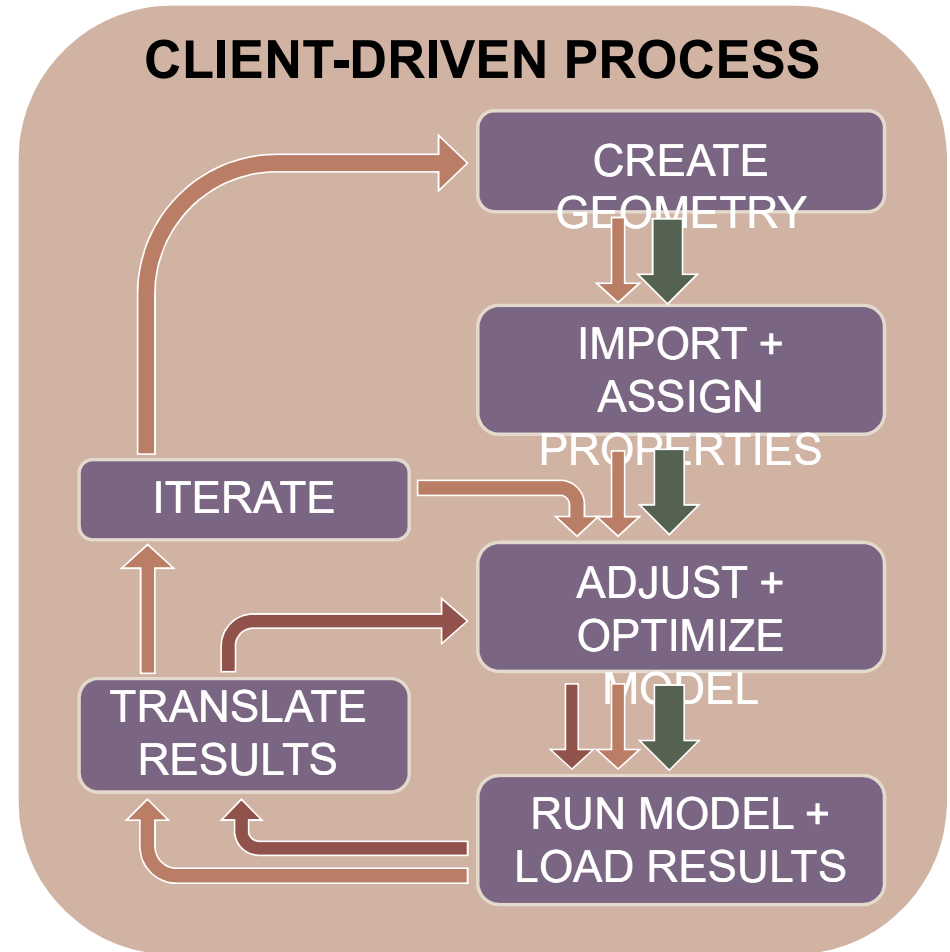 CLIENT-DRIVEN PROCESS
CREATE
GEOMETRY
IMPORT +
ASSIGN
PROPERTIES
ITERATE
ADJUST +
OPTIMIZE
MODEL
TRANSLATE
RESULTS
RUN MODEL +
LOAD RESULTS